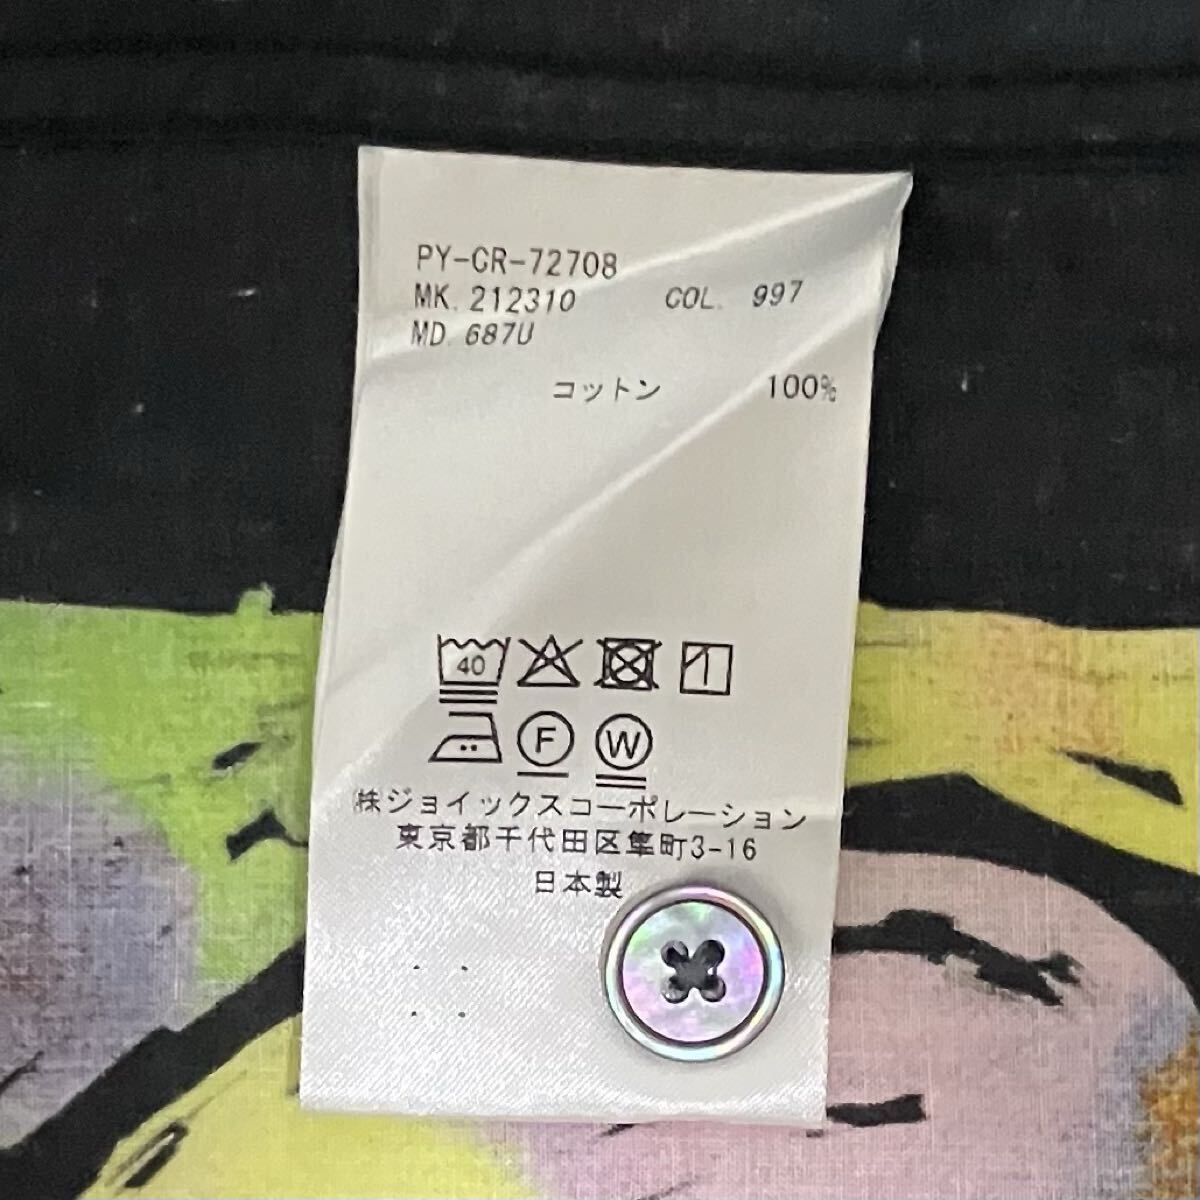 PY-CR-72708
MK. 212310 COL. 997
MD. 687U
コットン 100%
40
F W
株ジョイックスコーポレーション
東京都千代田区隼町3-16
日本製